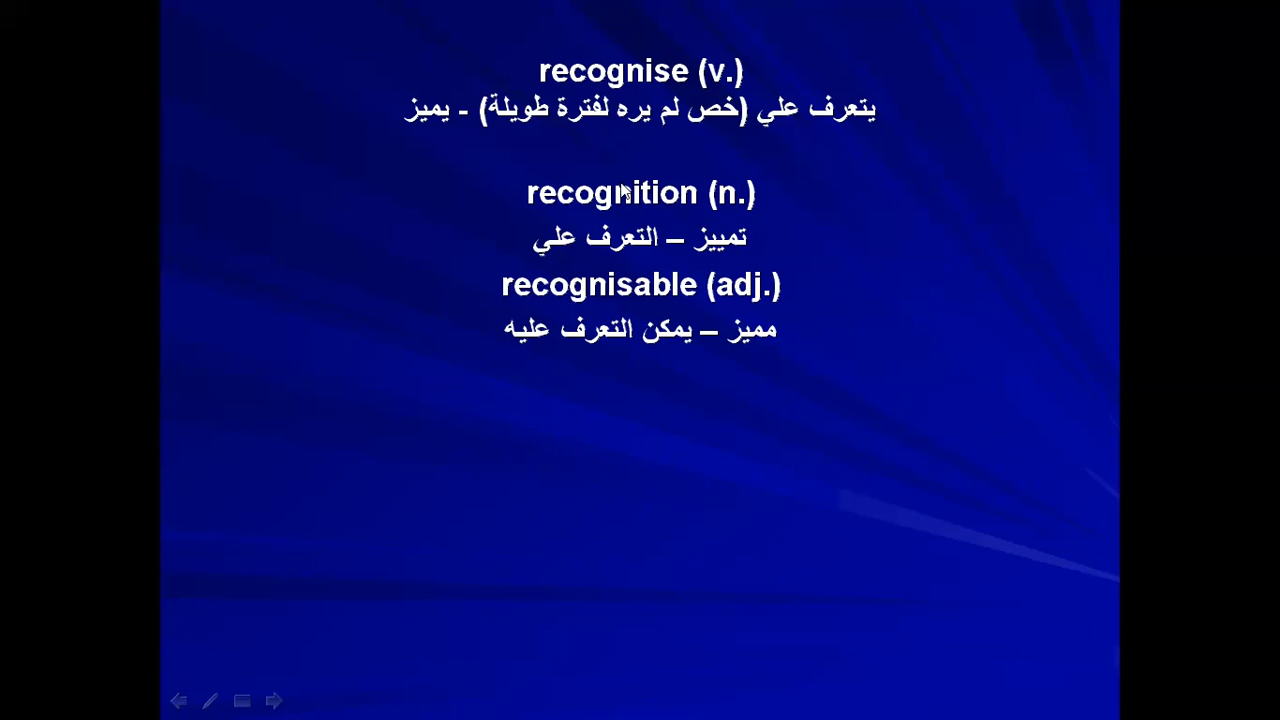 recognise (v.)
يتعرف علي (خص لم يره لفترة طويلة) - يميز
recognition (n.)
تمييز – التعرف علي
recognisable (adj.)
مميز – يمكن التعرف عليه